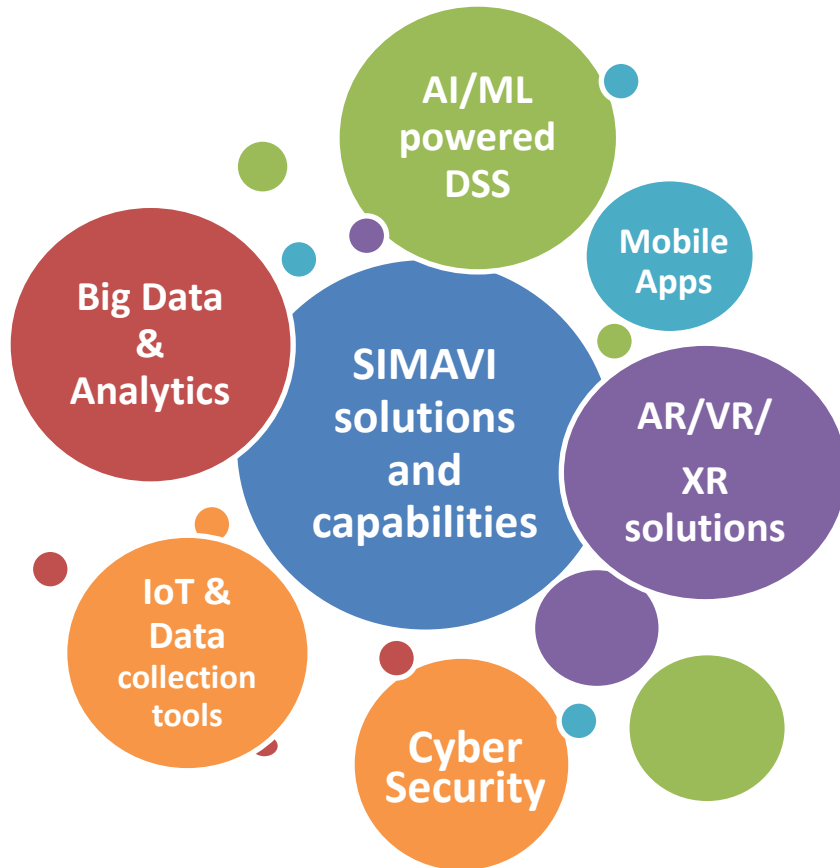 AI/ML
powered
DSS
Mobile
Apps
Big Data
&
Analytics
SIMAVI
solutions
and
capabilities
AR/VR/
XR
solutions
IoT &
Data
collection
tools
Cyber
Security